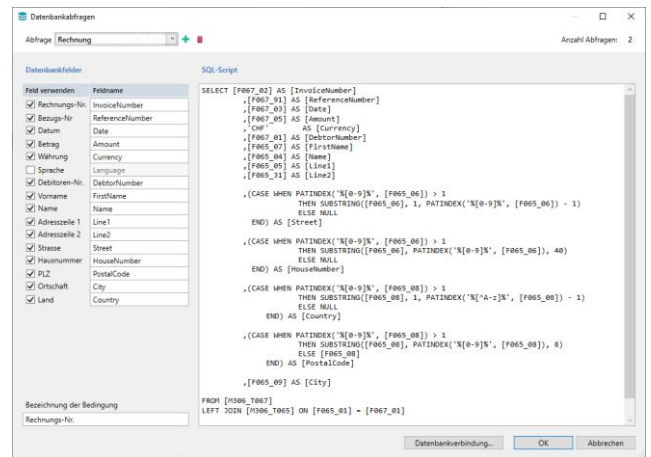 Datenbankabfragen
Abfrage Rechnung
Anzahl Abfragen: 2
Datenbankfelder
Feld verwenden Feldname
Rechnungs-Nr. InvoiceNumber
Bezugs-Nr ReferenceNumber
Datum Date
Betrag Amount
Währung Currency
Sprache Language
Debitoren-Nr. DebtorNumber
Vorname FirstName
Name Name
Adresszeile 1 Line1
Adresszeile 2 Line2
Strasse Street
Hausnummer HouseNumber
PLZ PostalCode
Ortschaft City
Land Country
Bezeichnung der Bedingung
Rechnungs-Nr.
SQL-Script
SELECT [F067_02] AS [InvoiceNumber]
,[F067_91] AS [ReferenceNumber]
,[F067_03] AS [Date]
,[F067_05] AS [Amount]
,'CHF' AS [Currency]
,[F067_01] AS [DebtorNumber]
,[F065_07] AS [FirstName]
,[F065_04] AS [Name]
,[F065_05] AS [Line1]
,[F065_31] AS [Line2]
,(CASE WHEN PATINDEX('%[0-9]%', [F065_06]) > 1
THEN SUBSTRING([F065_06], 1, PATINDEX('%[0-9]%', [F065_06]) - 1)
ELSE NULL
END) AS [Street]
,(CASE WHEN PATINDEX('%[0-9]%', [F065_06]) > 1
THEN SUBSTRING([F065_06], PATINDEX('%[0-9]%', [F065_06]), 40)
ELSE NULL
END) AS [HouseNumber]
,(CASE WHEN PATINDEX('%[0-9]%', [F065_08]) > 1
THEN SUBSTRING([F065_08], 1, PATINDEX('%[^A-z]%', [F065_08]) - 1)
ELSE NULL
END) AS [Country]
,(CASE WHEN PATINDEX('%[0-9]%', [F065_08]) > 1
THEN SUBSTRING([F065_08], PATINDEX('%[0-9]%', [F065_08]), 8)
ELSE [F065_08]
END) AS [PostalCode]
,[F065_09] AS [City]
FROM [M306_T067]
LEFT JOIN [M306_T065] ON [F065_01] = [F067_01]
Datenbankverbindung... OK Abbrechen